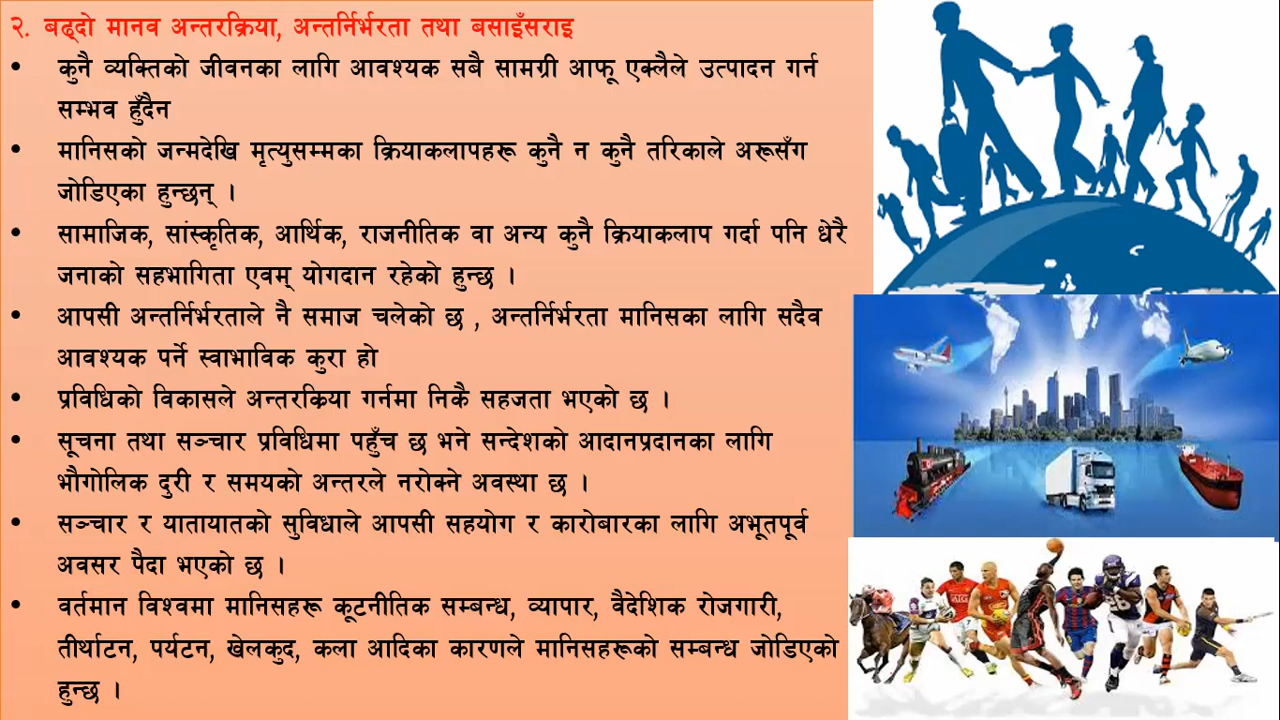 २. बढ्दो मानव अन्तरक्रिया, अन्तर्निर्भरता तथा बसाइँसराइ
• कुनै व्यक्तिको जीवनका लागि आवश्यक सबै सामग्री आफू एक्लैले उत्पादन गर्न
सम्भव हुँदैन
• मानिसको जन्मदेखि मृत्युसम्मका क्रियाकलापहरू कुनै न कुनै तरिकाले अरूसँग
जोडिएका हुन्छन् ।
• सामाजिक, सांस्कृतिक, आर्थिक, राजनीतिक वा अन्य कुनै क्रियाकलाप गर्दा पनि धेरै
जनाको सहभागिता एवम् योगदान रहेको हुन्छ ।
• आपसी अन्तर्निर्भरताले नै समाज चलेको छ , अन्तर्निर्भरता मानिसका लागि सदैव
आवश्यक पर्ने स्वाभाविक कुरा हो
• प्रविधिको विकासले अन्तरक्रिया गर्नमा निकै सहजता भएको छ ।
• सूचना तथा सञ्चार प्रविधिमा पहुँच छ भने सन्देशको आदानप्रदानका लागि
भौगोलिक दुरी र समयको अन्तरले नरोक्ने अवस्था छ ।
• सञ्चार र यातायातको सुविधाले आपसी सहयोग र कारोबारका लागि अभूतपूर्व
अवसर पैदा भएको छ ।
• वर्तमान विश्वमा मानिसहरू कूटनीतिक सम्बन्ध, व्यापार, वैदेशिक रोजगारी,
तीर्थाटन, पर्यटन, खेलकुद, कला आदिका कारणले मानिसहरूको सम्बन्ध जोडिएको
हुन्छ ।